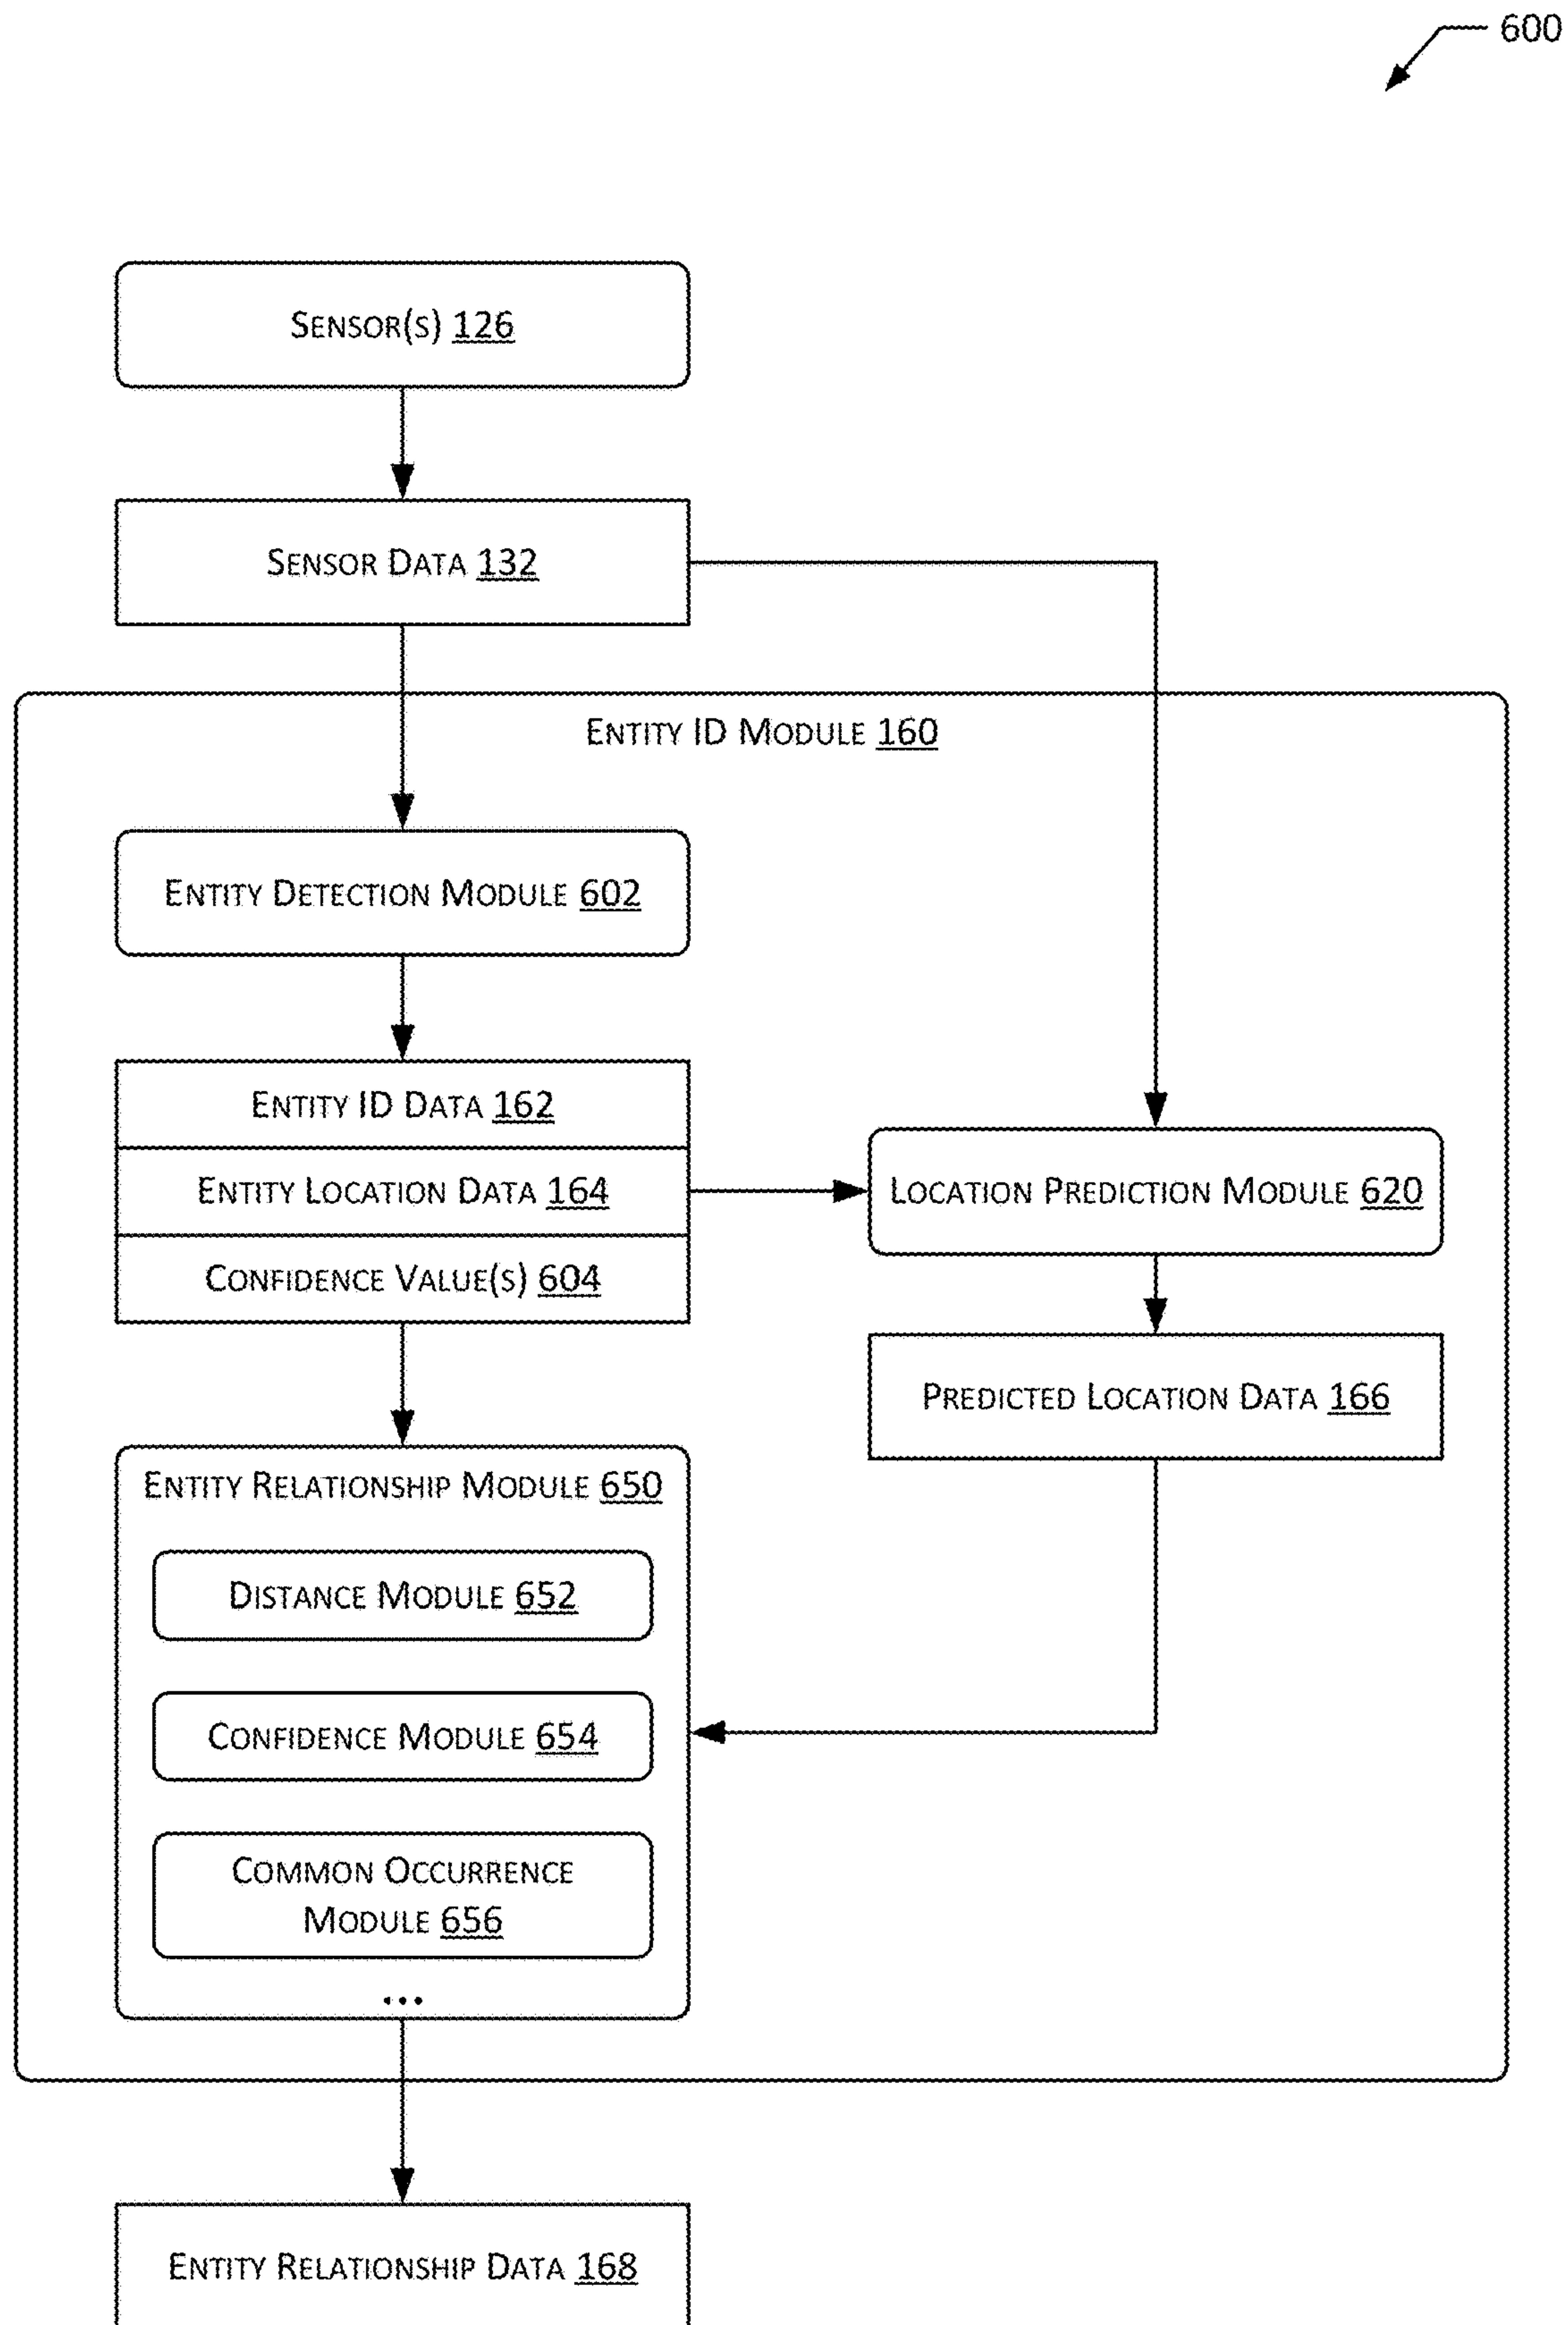 600
SENSOR(S) 126
SENSOR DATA 132
ENTITY ID MODULE 160
ENTITY DETECTION MODULE 602
ENTITY ID DATA 162
ENTITY LOCATION DATA 164
CONFIDENCE VALUE(S) 604
LOCATION PREDICTION MODULE 620
PREDICTED LOCATION DATA 166
ENTITY RELATIONSHIP MODULE 650
DISTANCE MODULE 652
CONFIDENCE MODULE 654
COMMON OCCURRENCE
MODULE 656
...
ENTITY RELATIONSHIP DATA 168